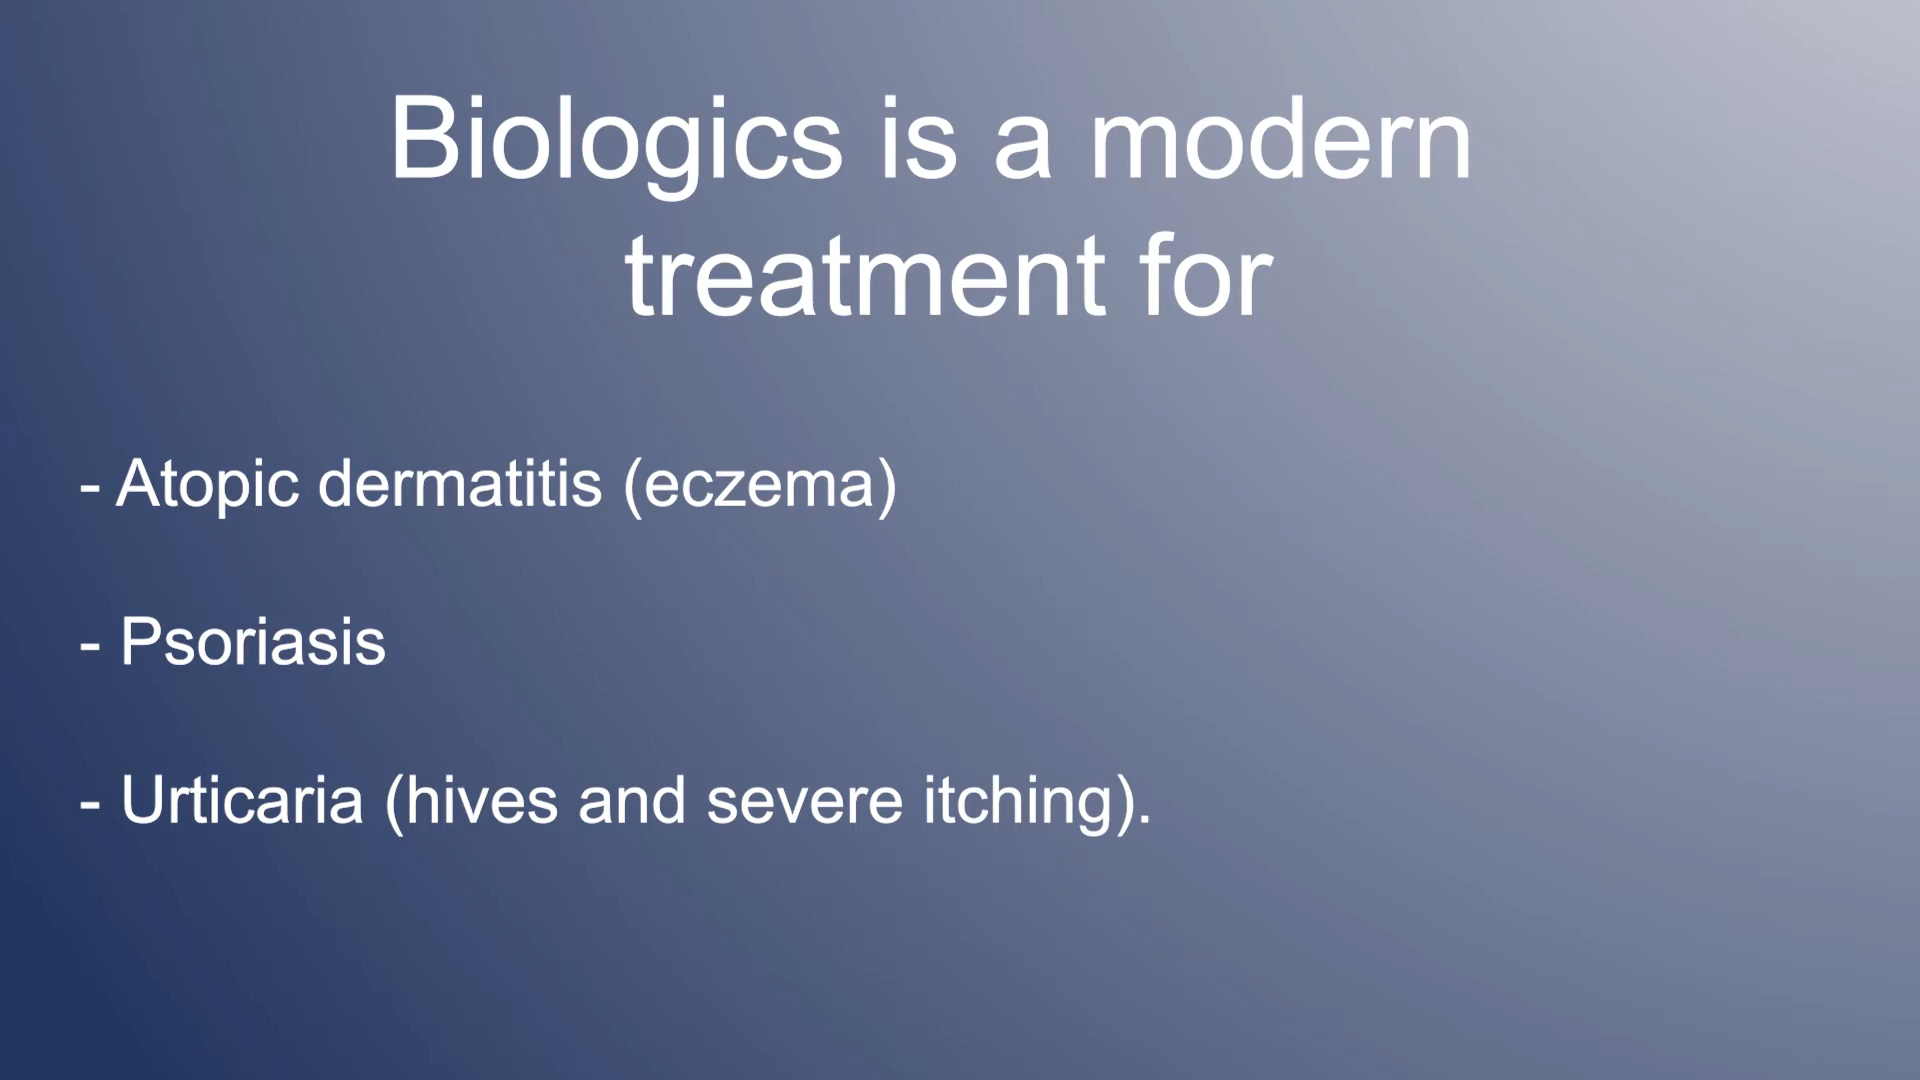 Biologics is a modern
treatment for
- Atopic dermatitis (eczema)
- Psoriasis
- Urticaria (hives and severe itching).